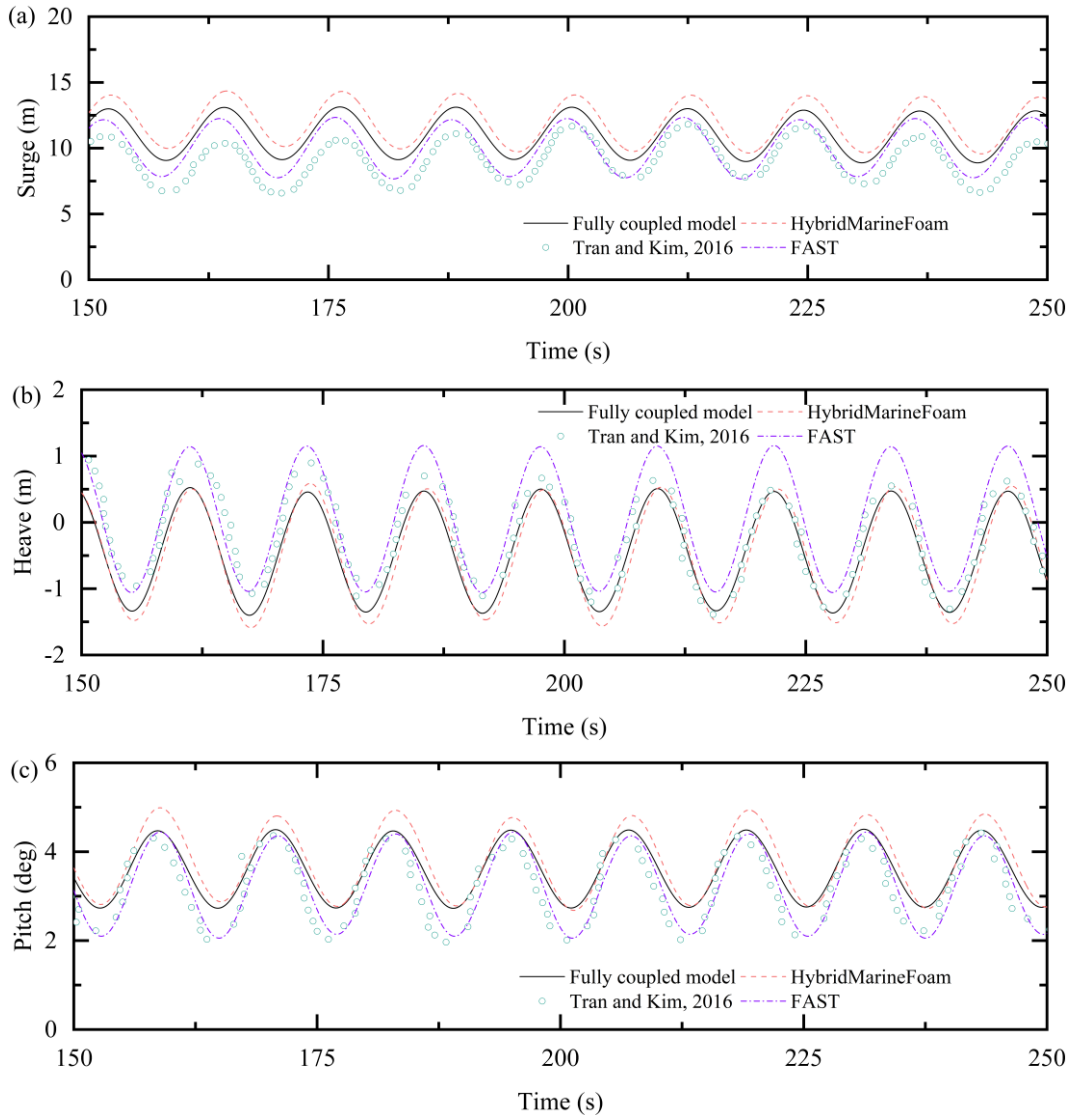 (a)
20
15
10
5
0
Surge (m)
Fully coupled model HybridMarineFoam
Tran and Kim, 2016 FAST
150 175 200 225 250
Time (s)
(b)
2
1
0
-1
-2
Heave (m)
Fully coupled model HybridMarineFoam
Tran and Kim, 2016 FAST
150 175 200 225 250
Time (s)
(c)
6
4
2
0
Pitch (deg)
Fully coupled model HybridMarineFoam
Tran and Kim, 2016 FAST
150 175 200 225 250
Time (s)